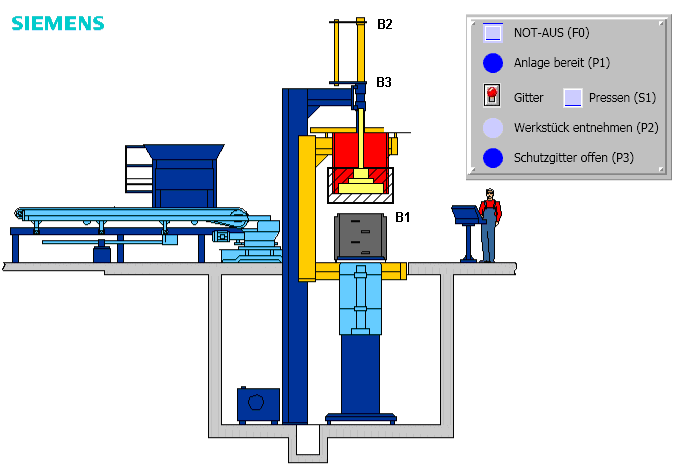 SIEMENS
B2
B3
B1
NOT-AUS (F0)
Anlage bereit (P1)
Gitter Pressen (S1)
Werkstück entnehmen (P2)
Schutzgitter offen (P3)